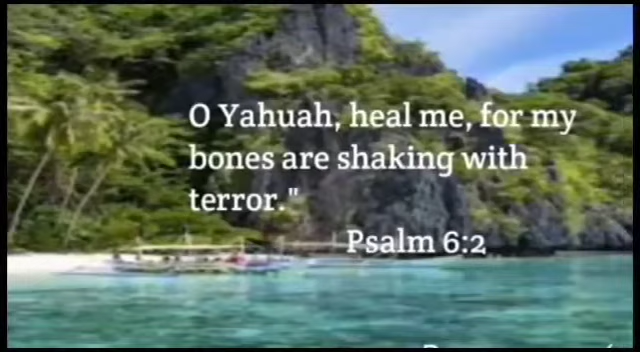 O Yahuah, heal me, for my
bones are shaking with
terror."
Psalm 6:2